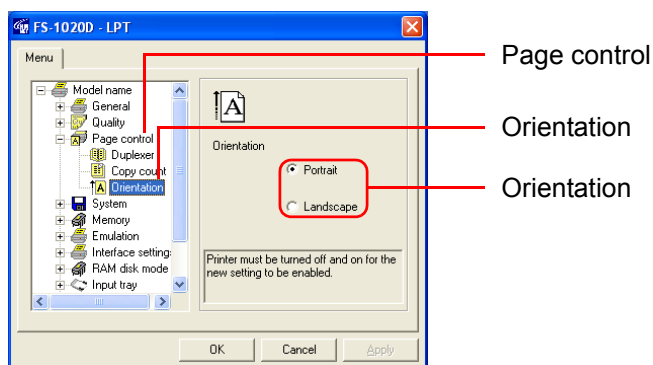 FS-1020D - LPT
Menu
Model name
General
Quality
Page control
Duplexer
Copy count
Orientation
System
Memory
Emulation
Interface setting
RAM disk mode
Input tray
A
Orientation
Portrait
Landscape
Printer must be turned off and on for the
new setting to be enabled.
OK Cancel Apply
Page control
Orientation
Orientation